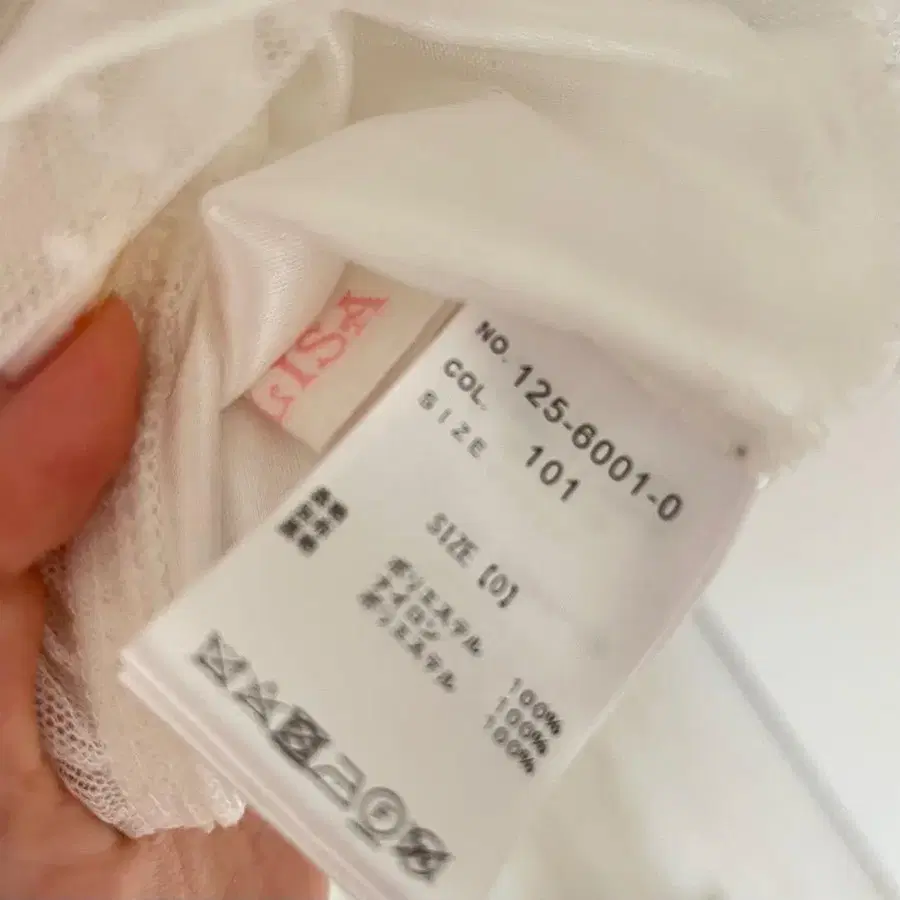 ISA
NO. 125-6001-0
COL. 101
SIZE
SIZE [0]
ポリエステル 100%
ナイロン 100%
ポリエステル 100%